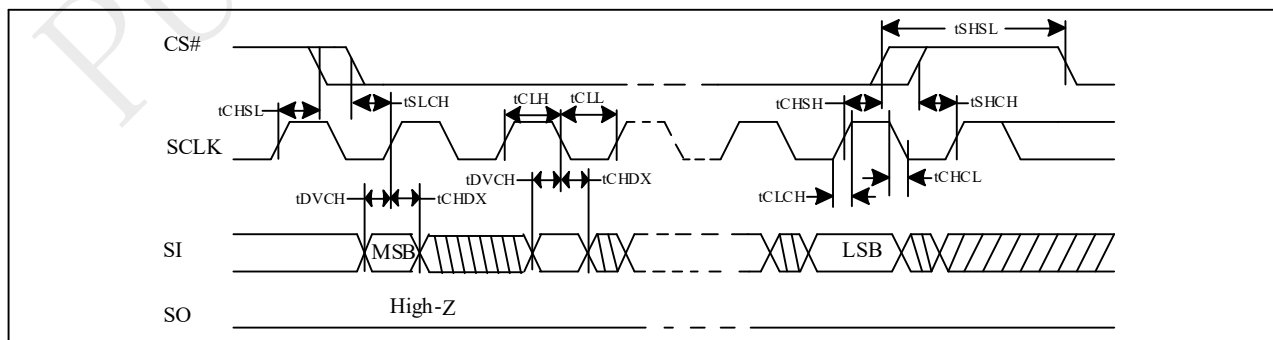 tSHSL
CS#
tCHSL
tSLCH
tCLH
tCLL
tCHSH
tSHCH
SCLK
tDVCH
tCHDX
tDVCH
tCHDX
tCLCH
tCHCL
SI
MSB
LSB
High-Z
SO